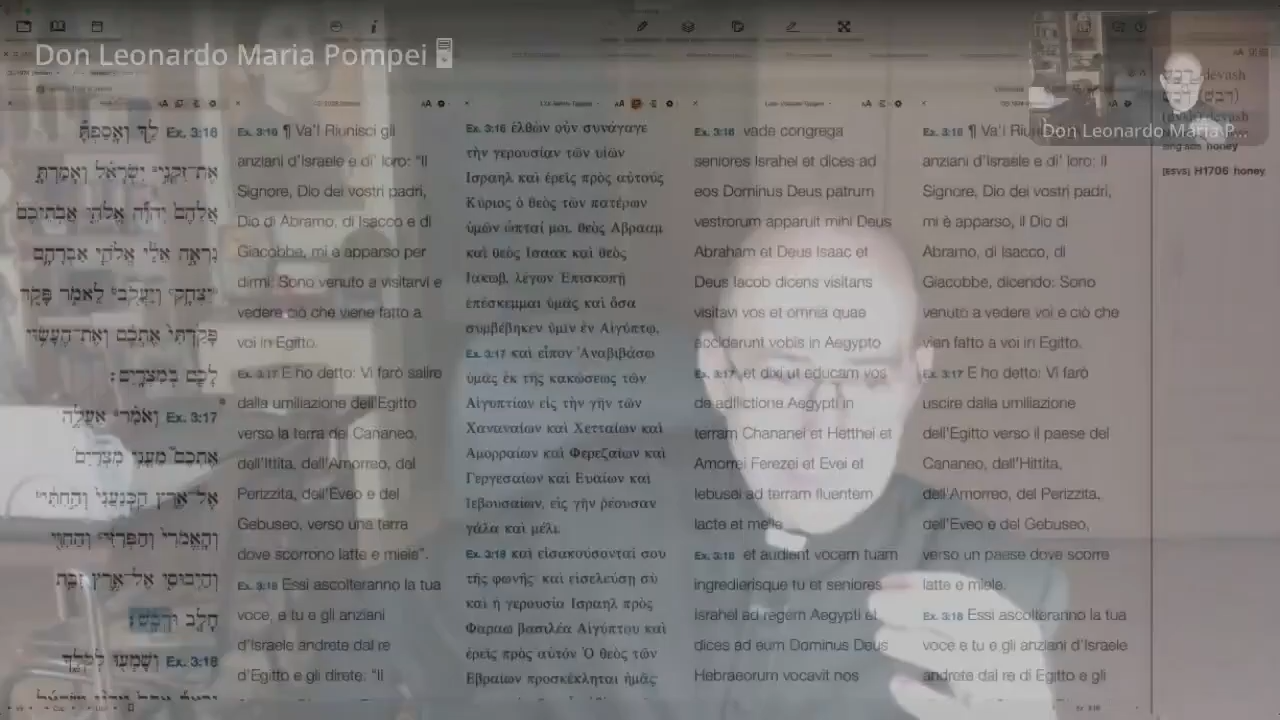 Don Leonardo Maria Pompei
Don Leonardo Maria P...
Ex. 3:16 לֵךְ וְאָסַפְתָּ
אֶת־זִקְנֵי יִשְׂרָאֵל וְאָמַרְתָּ
אֲלֵהֶם יְהוָה אֱלֹהֵי אֲבֹתֵיכֶם
נִרְאָה אֵלַי אֱלֹהֵי אַבְרָהָם
יִצְחָק וְיַעֲקֹב לֵאמֹר פָּקֹד
פָּקַדְתִּי אֶתְכֶם וְאֶת־הֶעָשׂוּי
לָכֶם בְּמִצְרָיִם׃
Ex. 3:17 וָאֹמַר אַעֲלֶה
אֶתְכֶם מֵעֳנִי מִצְרַיִם
אֶל־אֶרֶץ הַכְּנַעֲנִי וְהַחִתִּי
וְהָאֱמֹרִי וְהַפְּרִזִּי וְהַחִוִּי
וְהַיְבוּסִי אֶל־אֶרֶץ זָבַת
חָלָב וּדְבָשׁ׃
Ex. 3:18 וְשָׁמְעוּ לְקֹלֶךָ
Ex. 3:16 ¶ Va'! Riunisci gli
anziani d'Israele e di' loro: "Il
Signore, Dio dei vostri padri,
Dio di Abramo, di Isacco e di
Giacobbe, mi è apparso per
dirmi: Sono venuto a visitarvi e
vedere ciò che viene fatto a
voi in Egitto.
Ex. 3:17 E ho detto: Vi farò salire
dalla umiliazione dell'Egitto
verso la terra del Cananeo,
dell'Ittita, dell'Amorreo, del
Perizzita, dell'Eveo e del
Gebuseo, verso una terra
dove scorrono latte e miele".
Ex. 3:18 Essi ascolteranno la tua
voce, e tu e gli anziani
d'Israele andrete dal re
d'Egitto e gli direte: "Il
Ex. 3:16 ἐλθὼν οὖν συνάγαγε
τὴν γερουσίαν τῶν υἱῶν
Ισραηλ καὶ ἐρεῖς πρὸς αὐτούς
Κύριος ὁ θεὸς τῶν πατέρων
ὑμῶν ὦπταί μοι, θεὸς Αβρααμ
καὶ θεὸς Ισαακ καὶ θεὸς
Ιακωβ, λέγων Ἐπισκοπῇ
ἐπέσκεμμαι ὑμᾶς καὶ ὅσα
συμβέβηκεν ὑμῖν ἐν Αἰγύπτῳ,
Ex. 3:17 καὶ εἶπον Ἀναβιβάσω
ὑμᾶς ἐκ τῆς κακώσεως τῶν
Αἰγυπτίων εἰς τὴν γῆν τῶν
Χαναναίων καὶ Χετταίων καὶ
Αμορραίων καὶ Φερεζαίων καὶ
Γεργεσαίων καὶ Ευαίων καὶ
Ιεβουσαίων, εἰς γῆν ῥέουσαν
γάλα καὶ μέλι.
Ex. 3:18 καὶ εἰσακούσονταί σου
τῆς φωνῆς· καὶ εἰσελεύσῃ σὺ
καὶ ἡ γερουσία Ισραηλ πρὸς
Φαραω βασιλέα Αἰγύπτου καὶ
ἐρεῖς πρὸς αὐτόν Ὁ θεὸς τῶν
Εβραίων προσκέκληται ἡμᾶς·
Ex. 3:16 vade congrega
seniores Israhel et dices ad
eos Dominus Deus patrum
vestrorum apparuit mihi Deus
Abraham et Deus Isaac et
Deus Iacob dicens visitans
visitavi vos et omnia quae
acciderunt vobis in Aegypto
Ex. 3:17 et dixi ut educam vos
de adflictione Aegypti in
terram Chananei et Hetthei et
Amorrei Ferezei et Evei et
Iebusei ad terram fluentem
lacte et melle
Ex. 3:18 et audient vocem tuam
ingredierisque tu et seniores
Israhel ad regem Aegypti et
dices ad eum Dominus Deus
Hebraeorum vocavit nos
Ex. 3:16 ¶ Va'! Riunisci gli
anziani d'Israele e di' loro: Il
Signore, Dio dei vostri padri,
mi è apparso, il Dio di
Abramo, di Isacco, di
Giacobbe, dicendo: Sono
venuto a vedere voi e ciò che
vien fatto a voi in Egitto.
Ex. 3:17 E ho detto: Vi farò
uscire dalla umiliazione
dell'Egitto verso il paese del
Cananeo, dell'Hittita,
dell'Amorreo, del Perizzita,
dell'Eveo e del Gebuseo,
verso un paese dove scorre
latte e miele.
Ex. 3:18 Essi ascolteranno la tua
voce e tu e gli anziani d'Israele
andrete dal re di Egitto e gli
devash
honey
[ESVS] H1706 honey